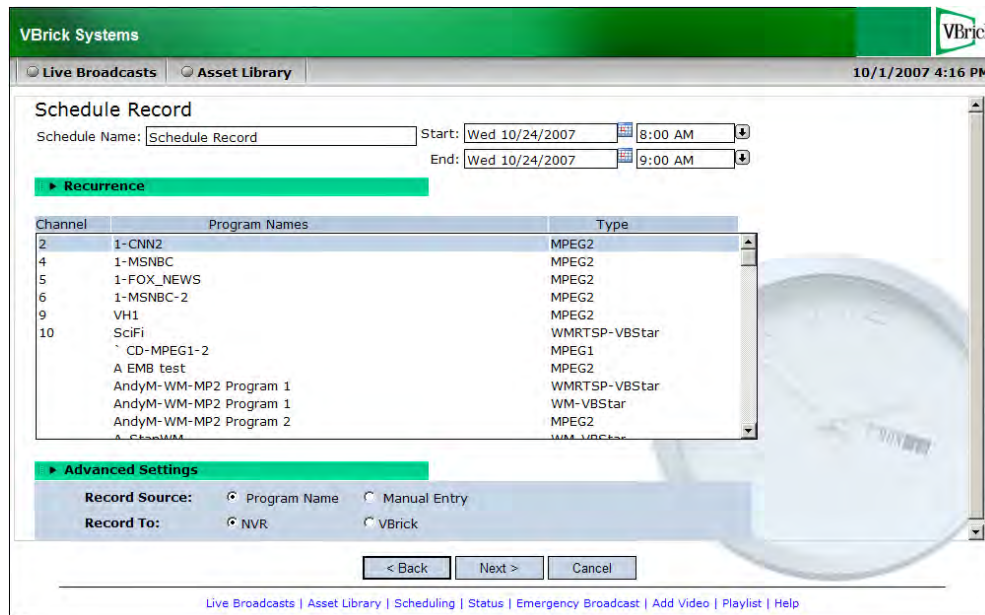 VBrick Systems
VBric
Live Broadcasts Asset Library 10/1/2007 4:16 PM
Schedule Record
Schedule Name: Schedule Record Start: Wed 10/24/2007 8:00 AM
End: Wed 10/24/2007 9:00 AM
Recurrence
Channel Program Names Type
2 1-CNN2 MPEG2
4 1-MSNBC MPEG2
5 1-FOX_NEWS MPEG2
6 1-MSNBC-2 MPEG2
9 VH1 MPEG2
10 SciFi WMRTSP-VBStar
` CD-MPEG1-2 MPEG1
A EMB test MPEG2
AndyM-WM-MP2 Program 1 WMRTSP-VBStar
AndyM-WM-MP2 Program 1 WM-VBStar
AndyM-WM-MP2 Program 2 MPEG2
A-StanWM WM-VBStar
Advanced Settings
Record Source: Program Name Manual Entry
Record To: NVR VBrick
< Back Next > Cancel
Live Broadcasts | Asset Library | Scheduling | Status | Emergency Broadcast | Add Video | Playlist | Help